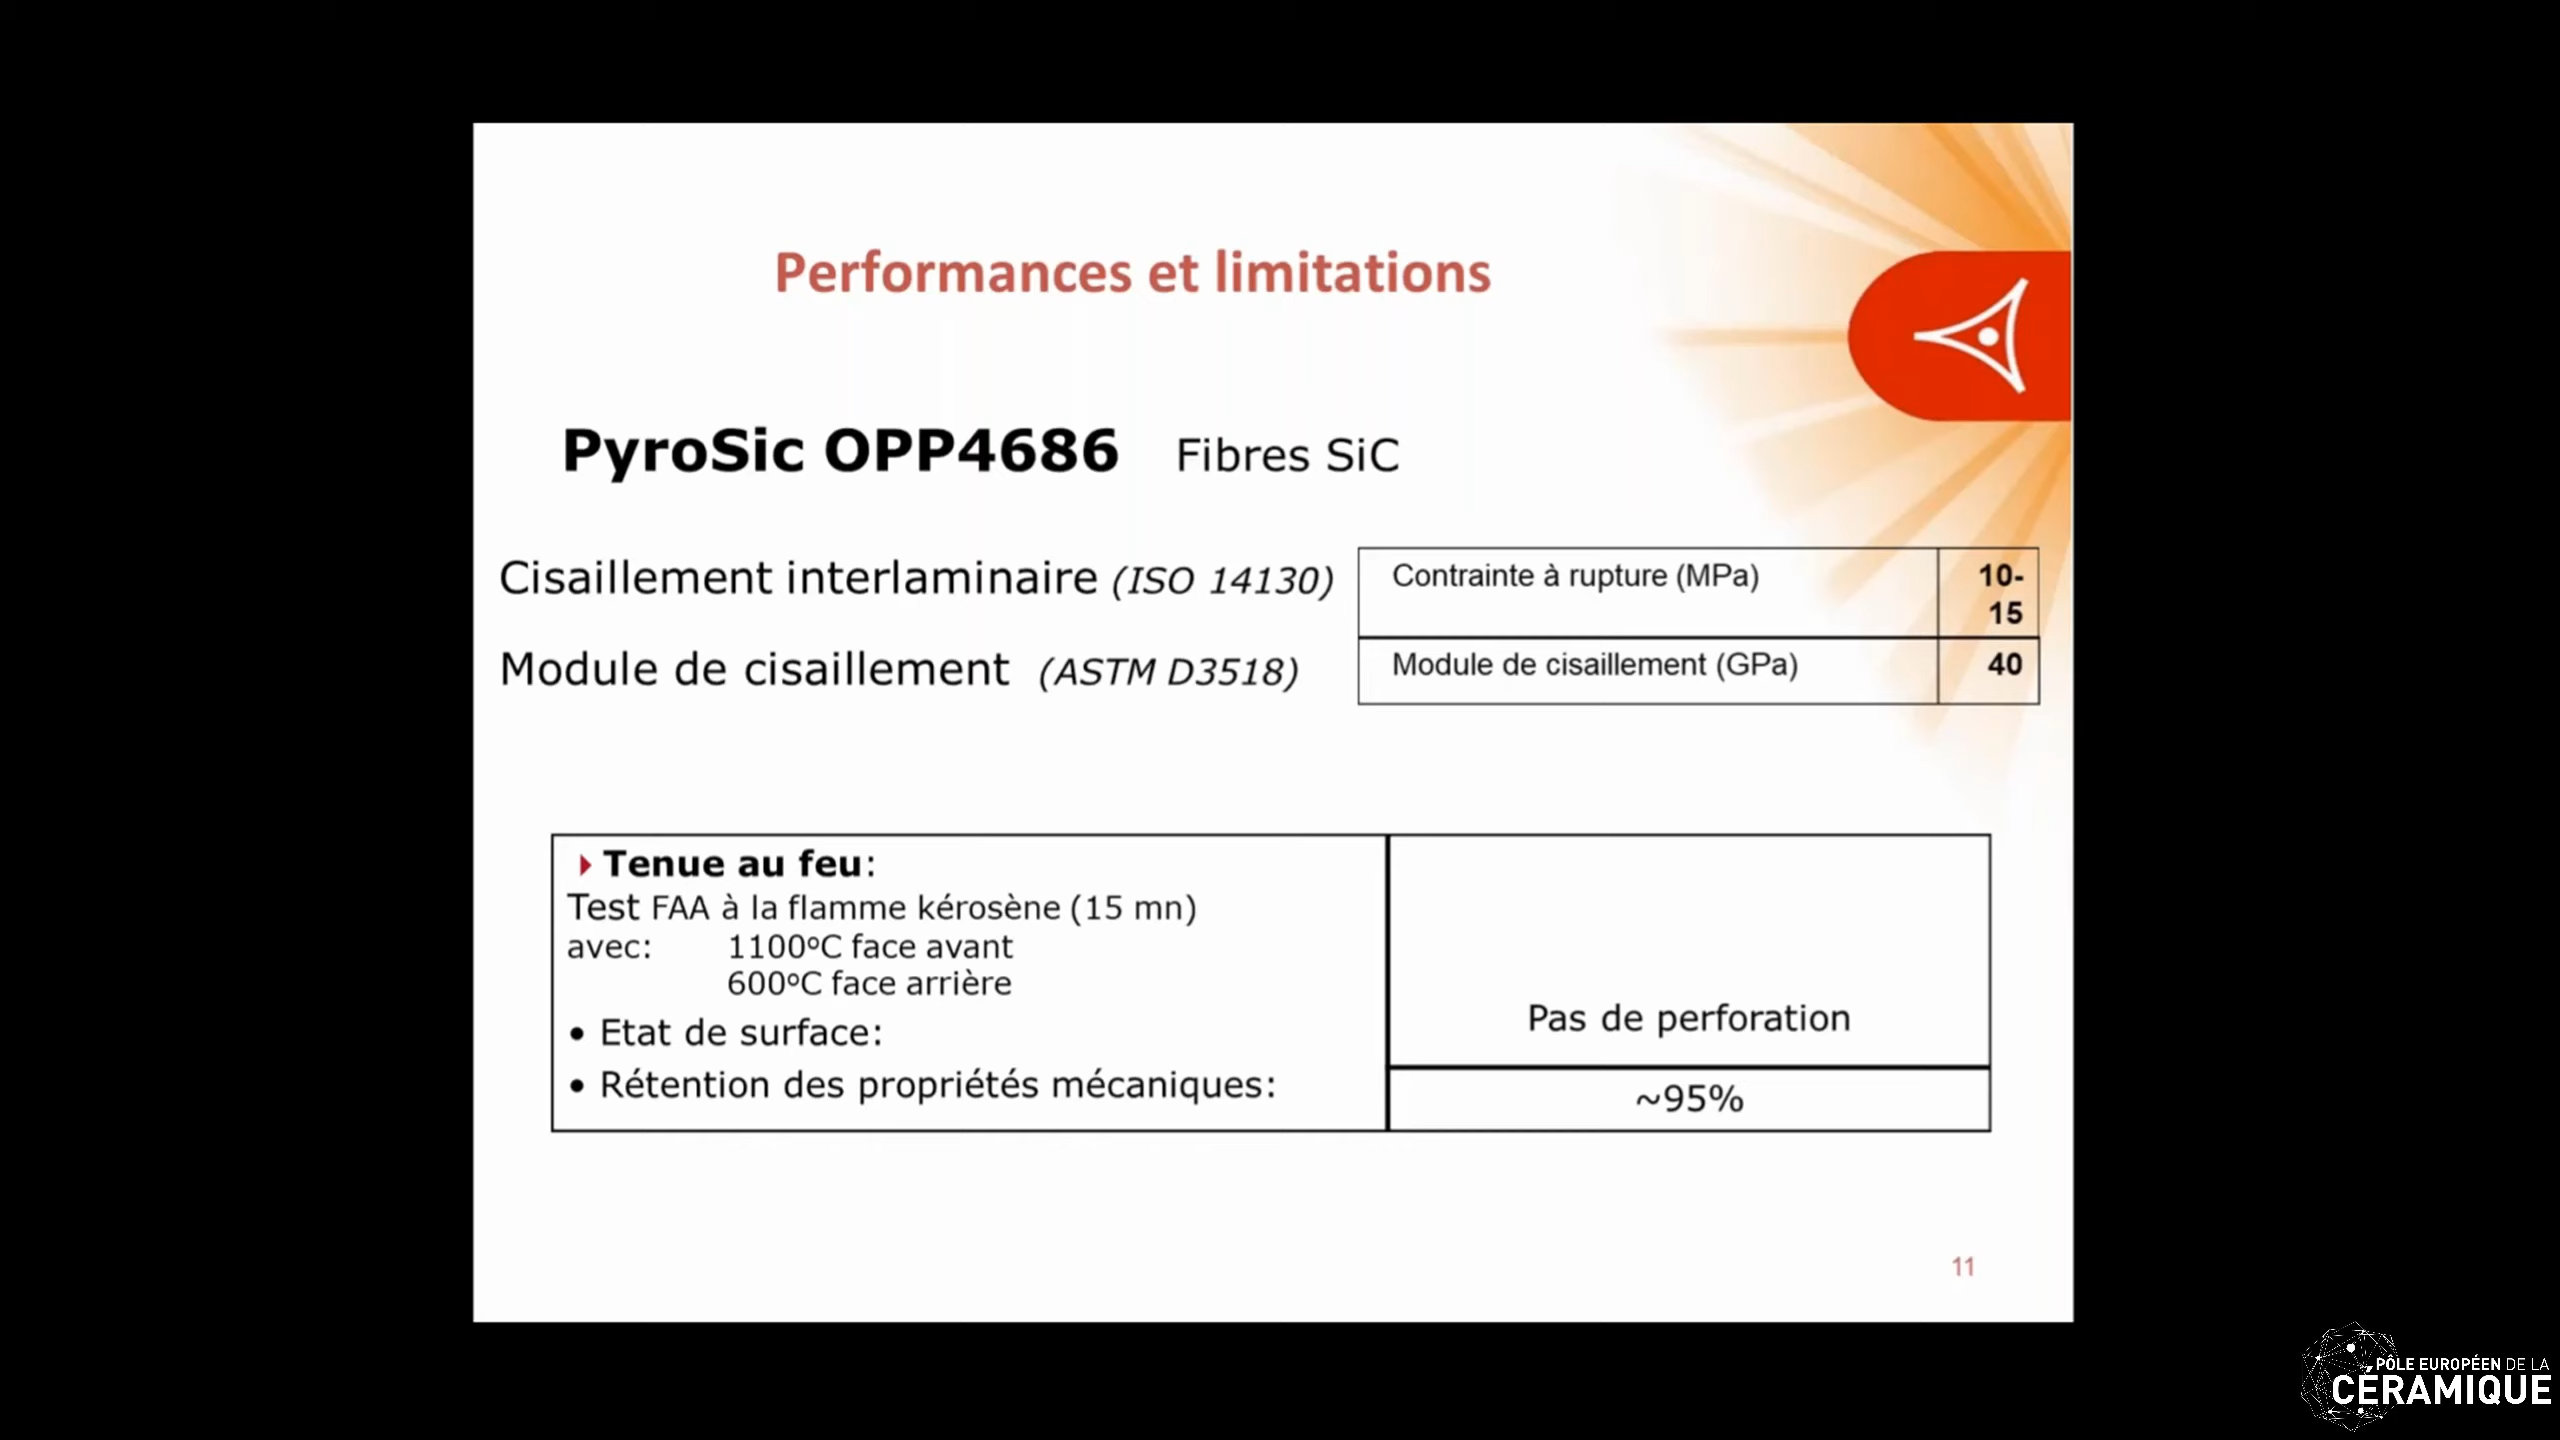 Performances et limitations
PyroSic OPP4686 Fibres SiC
Cisaillement interlaminaire (ISO 14130)
Contrainte à rupture (MPa) 10-
15
Module de cisaillement (ASTM D3518)
Module de cisaillement (GPa) 40
Tenue au feu:
Test FAA à la flamme kérosène (15 mn)
avec: 1100ºC face avant
600ºC face arrière
• Etat de surface:
Pas de perforation
• Rétention des propriétés mécaniques:
~95%
11
PÔLE EUROPÉEN DE LA
CÉRAMIQUE